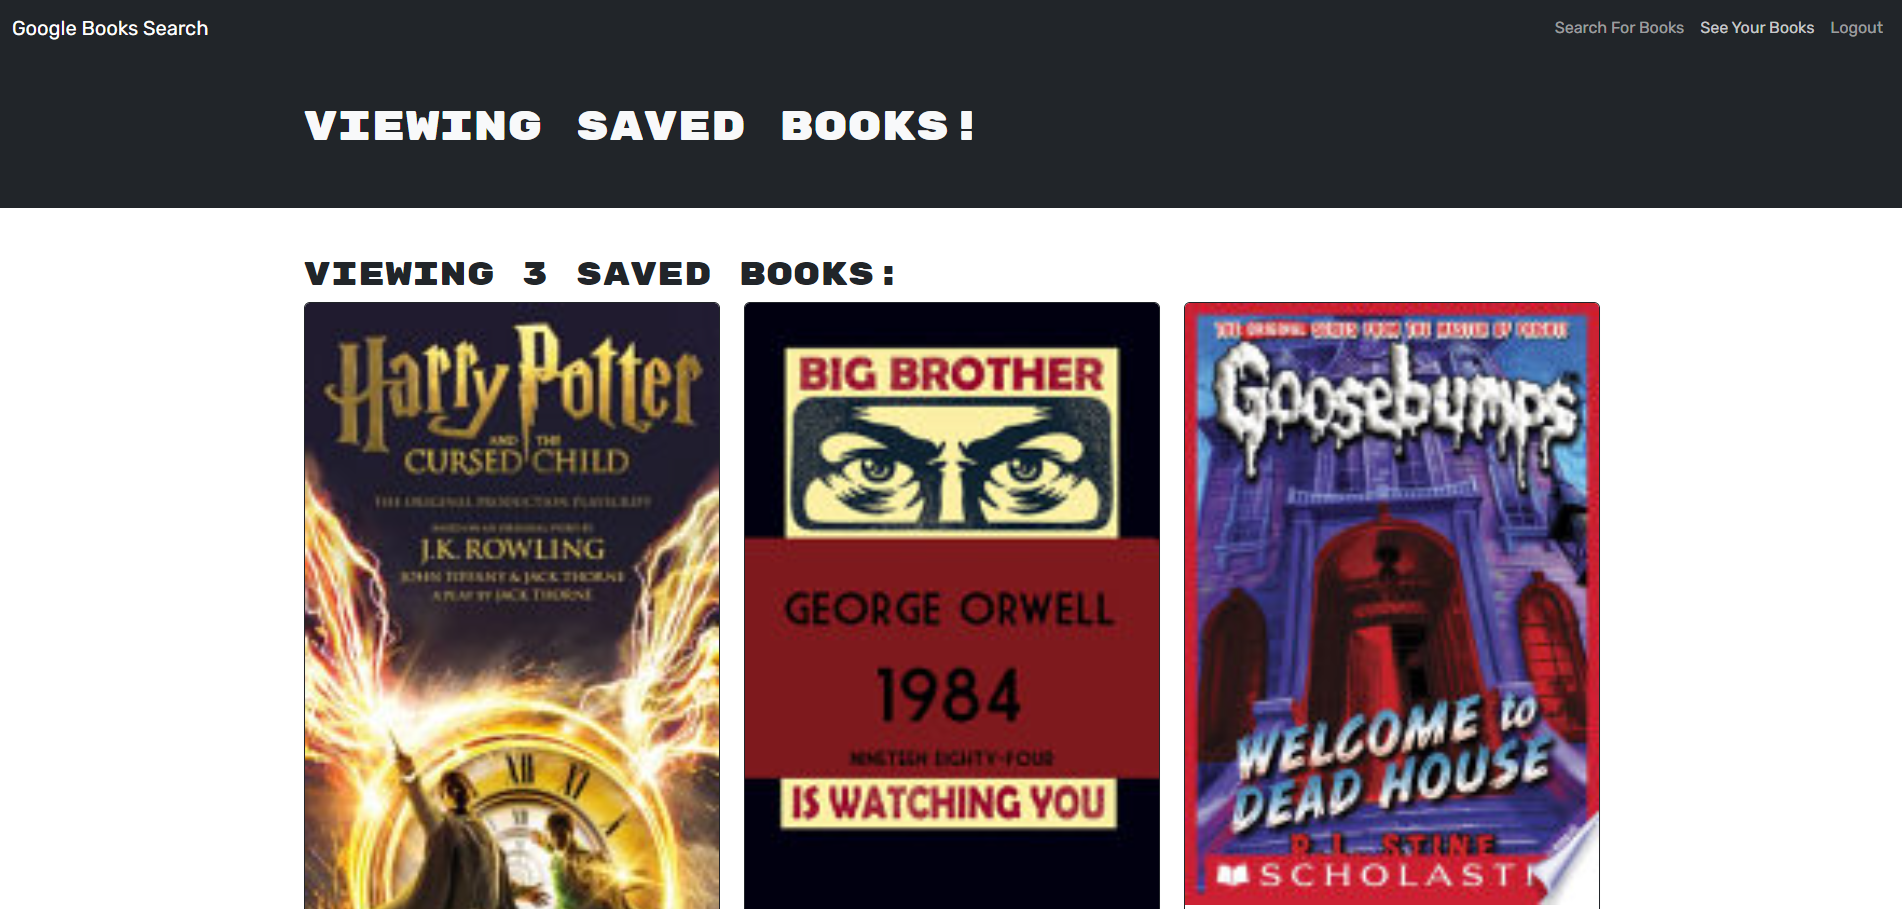 Google Books Search
Search For Books See Your Books Logout
VIEWING SAVED BOOKS!
VIEWING 3 SAVED BOOKS:
Harry Potter
AND THE
CURSED CHILD
THE ORIGINAL PRODUCTION PLAYSCRIPT
BASED ON AN ORIGINAL STORY BY
J.K. ROWLING
JOHN TIFFANY & JACK THORNE
A PLAY BY JACK THORNE
XII XI
XII
BIG BROTHER
GEORGE ORWELL
1984
NINETEEN EIGHTY-FOUR
IS WATCHING YOU
THE ORIGINAL SERIES FROM THE MASTER OF FRIGHT!
Goosebumps
WELCOME to
DEAD HOUSE
R.L. STINE
SCHOLASTI